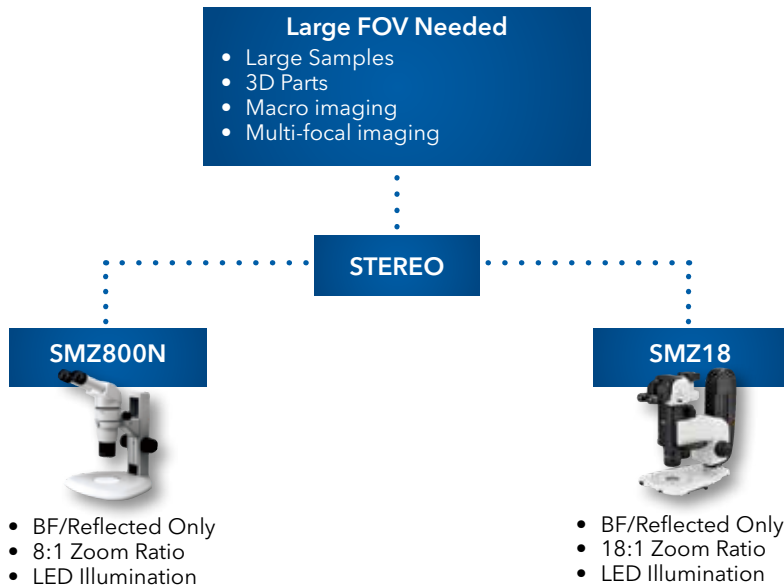 Large FOV Needed
• Large Samples
• 3D Parts
• Macro imaging
• Multi-focal imaging
STEREO
SMZ800N
• BF/Reflected Only
• 8:1 Zoom Ratio
• LED Illumination
SMZ18
• BF/Reflected Only
• 18:1 Zoom Ratio
• LED Illumination